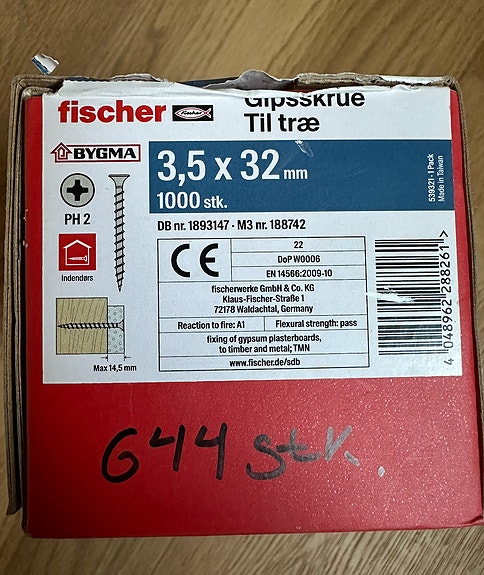 fischer
Gipsskrue
Til træ
BYGMA
3,5 x 32 mm
1000 stk.
PH 2
Indendørs
Max 14,5 mm
DB nr. 1893147 · M3 nr. 188742
CE
22
DoP W0006
EN 14566:2009-10
fischerwerke GmbH & Co. KG
Klaus-Fischer-Straße 1
72178 Waldachtal, Germany
Reaction to fire: A1
Flexural strength: pass
fixing of gypsum plasterboards,
to timber and metal; TMN
www.fischer.de/sdb
539321 - 1 Pack
Made in Taiwan
4 048962 288261 >
644 stk.